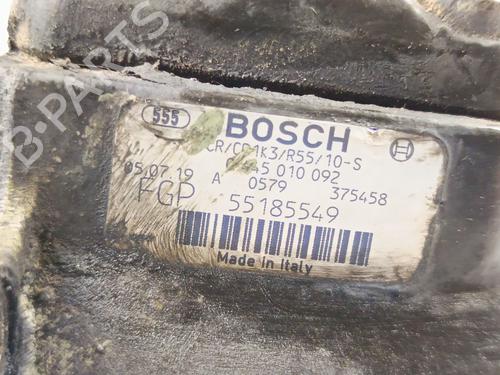 555 BOSCH
CR/CP1K3/R55/10-S
0445 010 092
05.07.19 A 0579 375458
FGP 55185549
Made in Italy